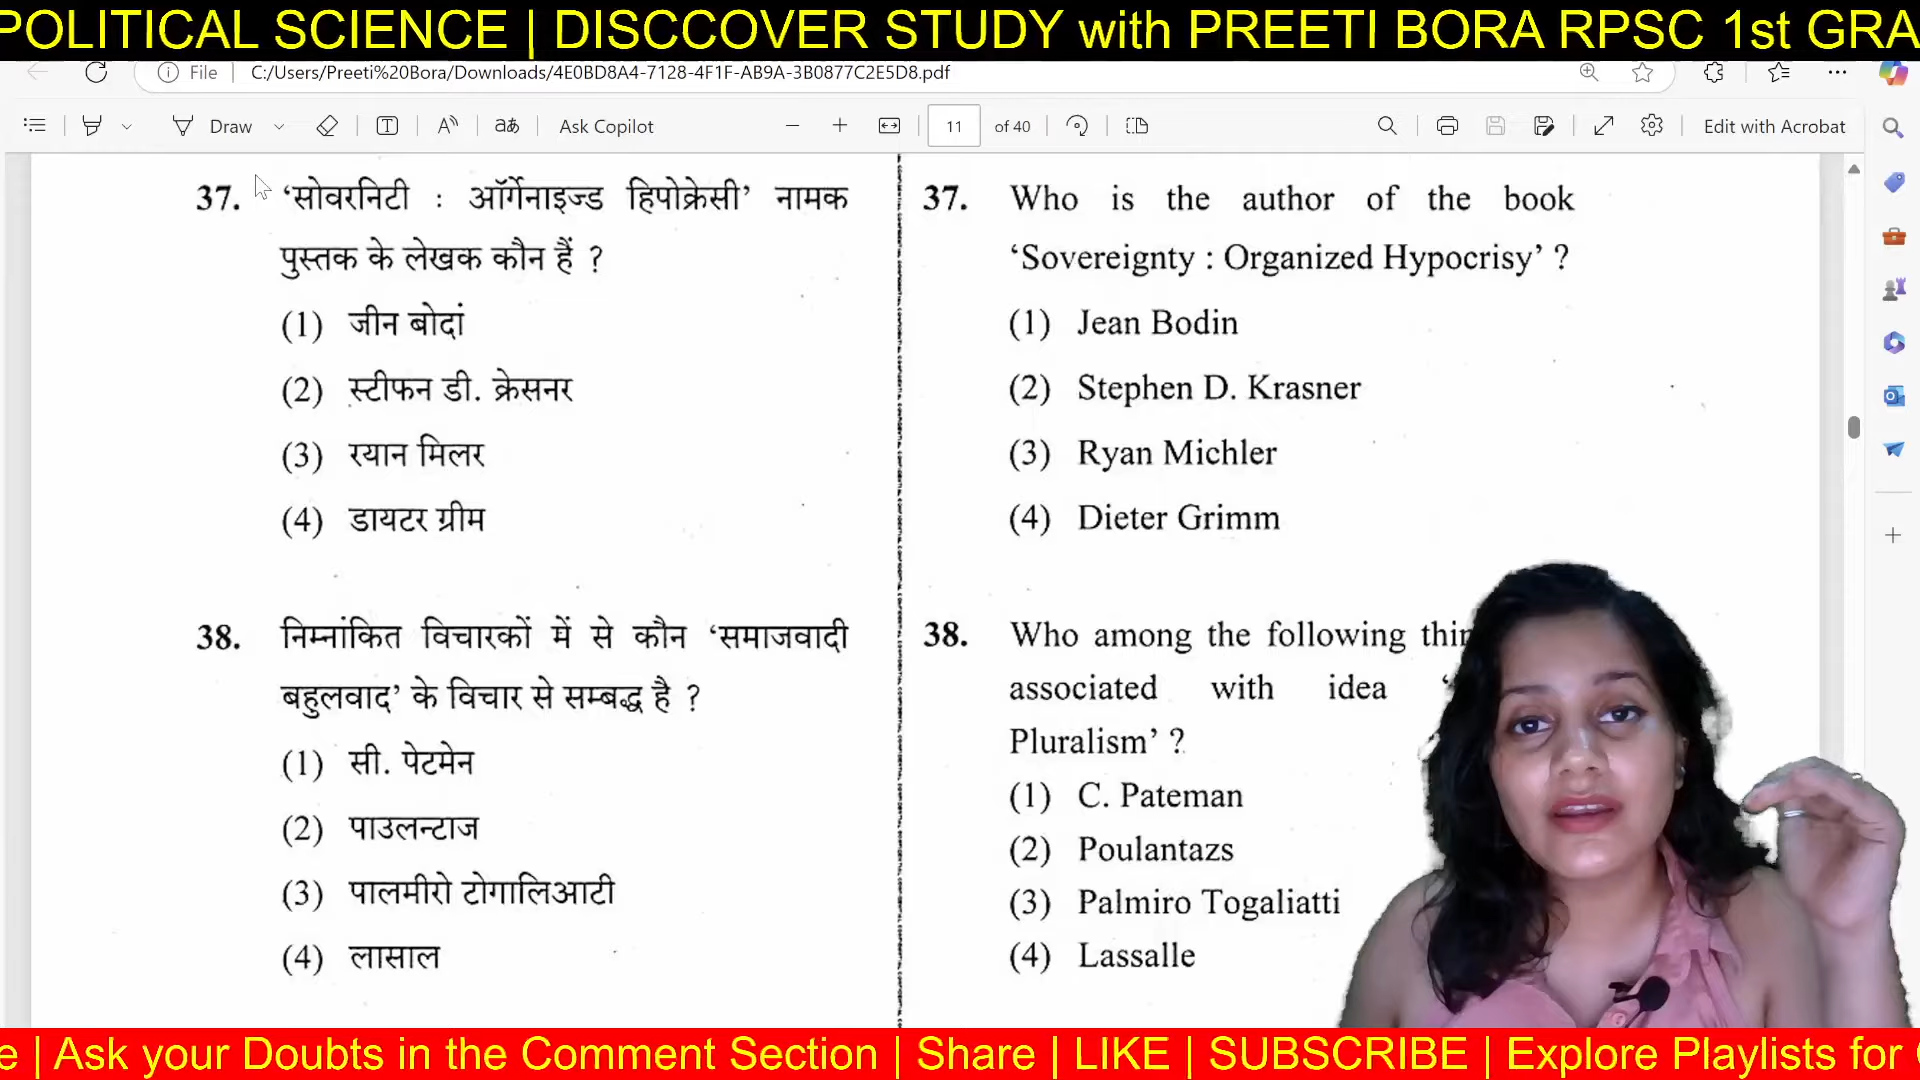 POLITICAL SCIENCE | DISCCOVER STUDY with PREETI BORA RPSC 1st GRA
File | C:/Users/Preeti%20Bora/Downloads/4E0BD8A4-7128-4F1F-AB9A-3B0877C2E5D8.pdf
Draw Ask Copilot 11 of 40 Edit with Acrobat
37. ‘सोवरनिटी : ऑर्गेनाइज्ड हिपोक्रेसी’ नामक
पुस्तक के लेखक कौन हैं ?
(1) जीन बोदां
(2) स्टीफन डी. क्रेसनर
(3) रयान मिलर
(4) डायटर ग्रीम
38. निम्नांकित विचारकों में से कौन ‘समाजवादी
बहुलवाद’ के विचार से सम्बद्ध है ?
(1) सी. पेटमेन
(2) पाउलन्टाज
(3) पालमीरो टोगालिआटी
(4) लासाल
37. Who is the author of the book
‘Sovereignty : Organized Hypocrisy’ ?
(1) Jean Bodin
(2) Stephen D. Krasner
(3) Ryan Michler
(4) Dieter Grimm
38. Who among the following thin
associated with idea ‘
Pluralism’ ?
(1) C. Pateman
(2) Poulantazs
(3) Palmiro Togaliatti
(4) Lassalle
e | Ask your Doubts in the Comment Section | Share | LIKE | SUBSCRIBE | Explore Playlists for